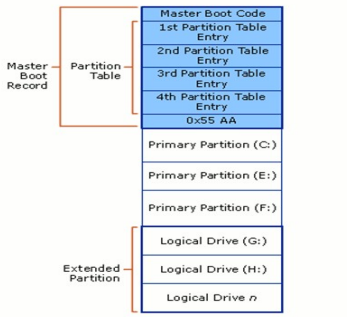 Master Boot Code
1st Partition Table
Entry
2nd Partition Table
Entry
3rd Partition Table
Entry
4th Partition Table
Entry
0x55 AA
Master
Boot
Record
Partition
Table
Primary Partition (C:)
Primary Partition (E:)
Primary Partition (F:)
Logical Drive (G:)
Logical Drive (H:)
Logical Drive n
Extended
Partition